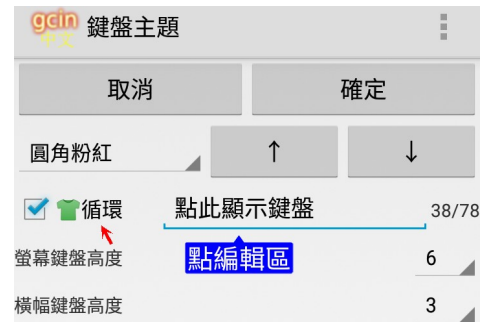 gcin 中文 鍵盤主題
取消 確定
圓角粉紅 ↑ ↓
循環 點此顯示鍵盤 38/78
點編輯區
螢幕鍵盤高度 6
橫幅鍵盤高度 3